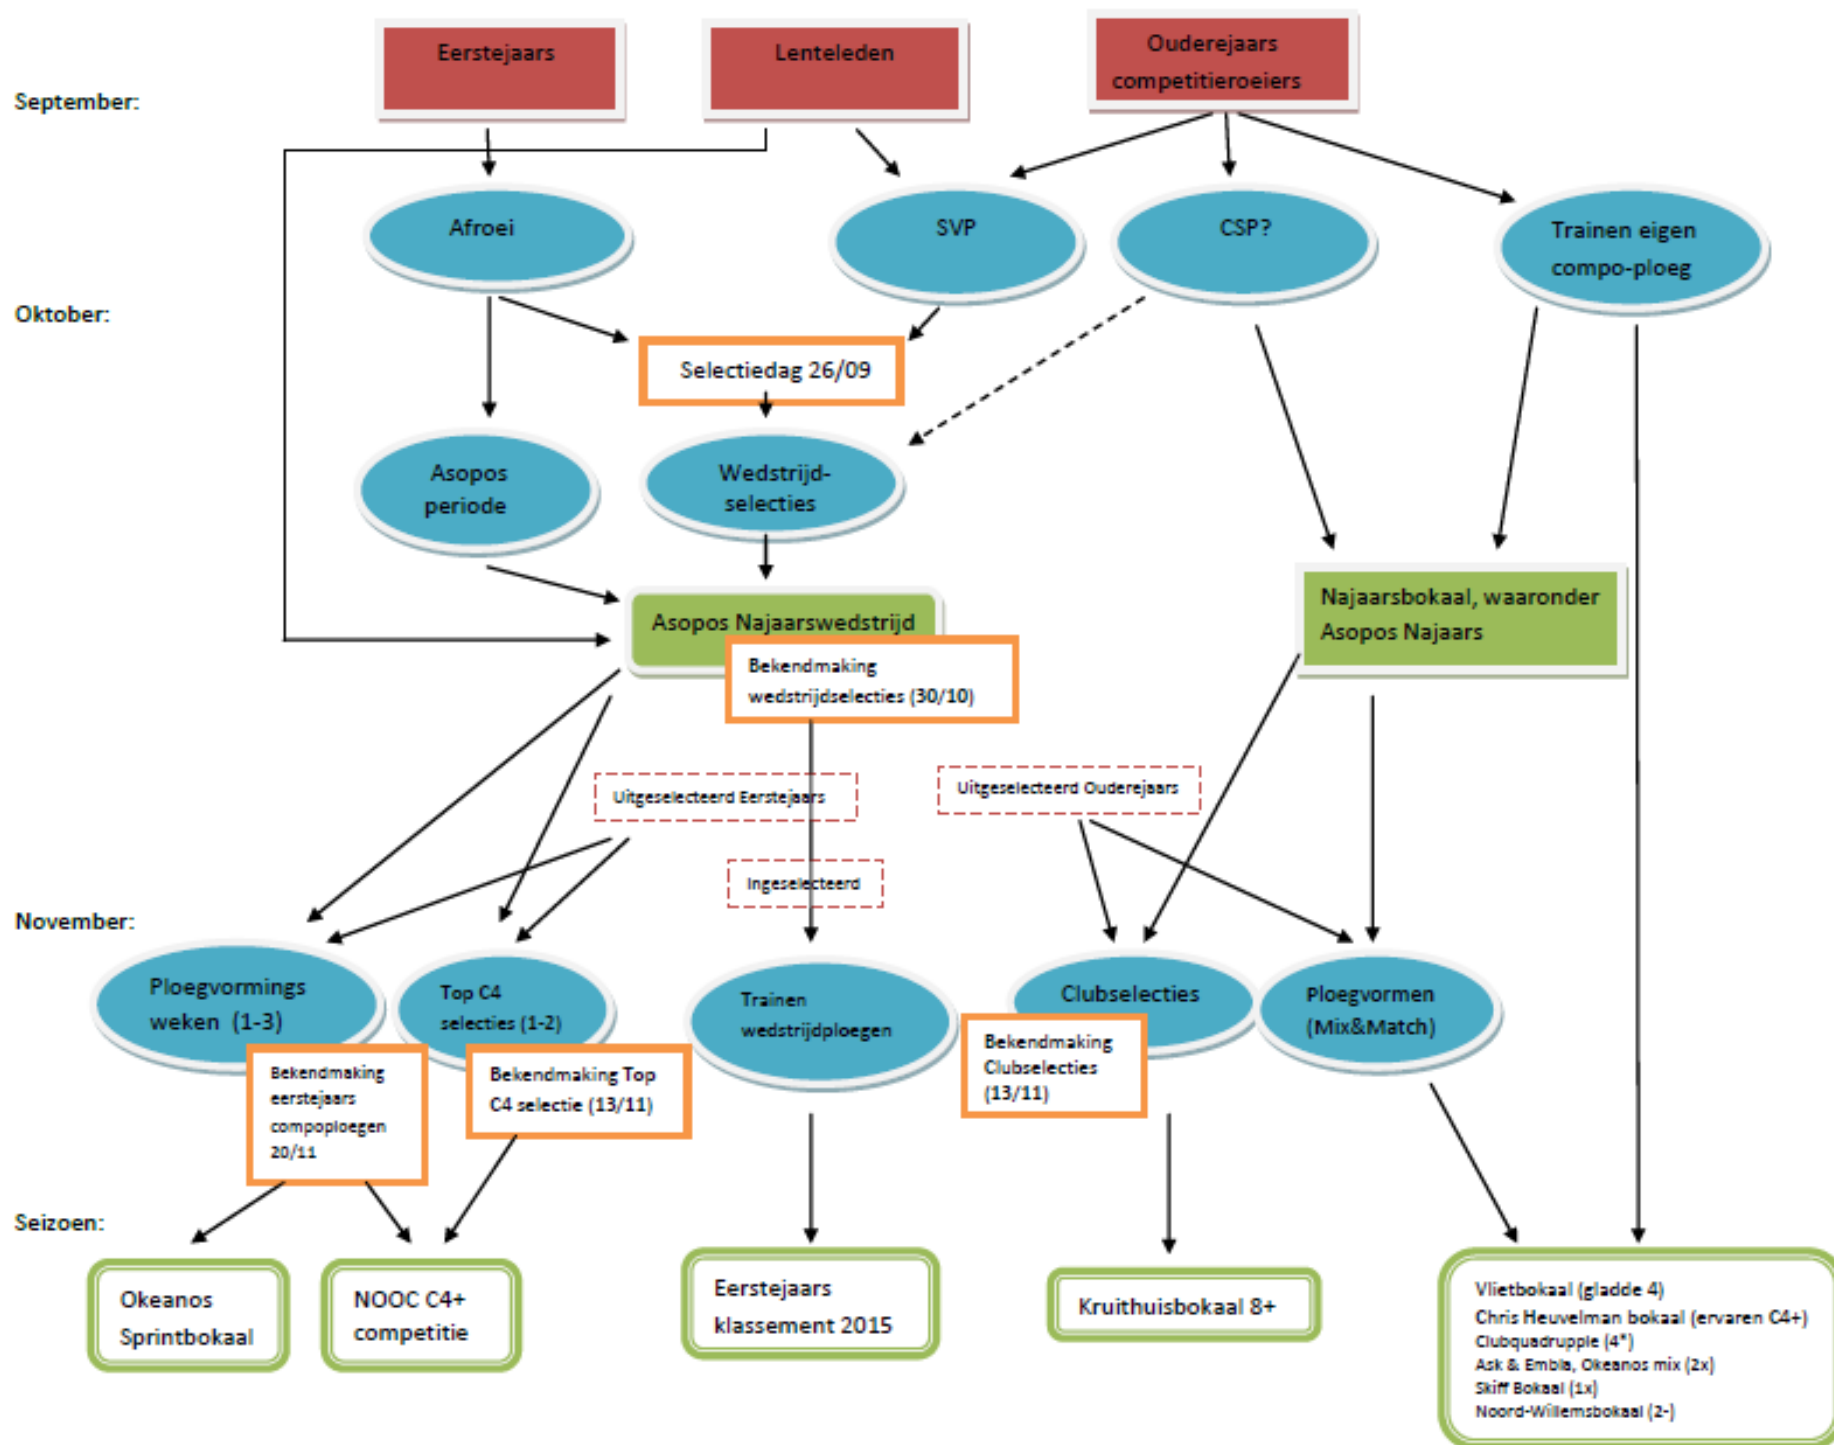 Eerstejaars
Lenteleden
Ouderejaars
competitieroeiers
September:
Afroei
SVP
CSP?
Trainen eigen
compo-ploeg
Oktober:
Selectiedag 26/09
Asopos
periode
Wedstrijd-
selecties
Asopos Najaarswedstrijd
Najaarsbokaal, waaronder
Asopos Najaars
Bekendmaking
wedstrijdselecties (30/10)
Uitgeselecteerd Eerstejaars
Uitgeselecteerd Ouderejaars
Ingeselecteerd
November:
Ploegvormings
weken (1-3)
Top C4
selecties (1-2)
Trainen
wedstrijdploegen
Clubselecties
Ploegvormen
(Mix&Match)
Bekendmaking
eerstejaars
compoploegen
20/11
Bekendmaking Top
C4 selectie (13/11)
Bekendmaking
Clubselecties
(13/11)
Seizoen:
Okeanos
Sprintbokaal
NOOC C4+
competitie
Eerstejaars
klassement 2015
Kruithuisbokaal 8+
Vlietbokaal (gladde 4)
Chris Heuvelman bokaal (ervaren C4+)
Clubquadrupple (4*)
Ask & Embla, Okeanos mix (2x)
Skiff Bokaal (1x)
Noord-Willemsbokaal (2-)